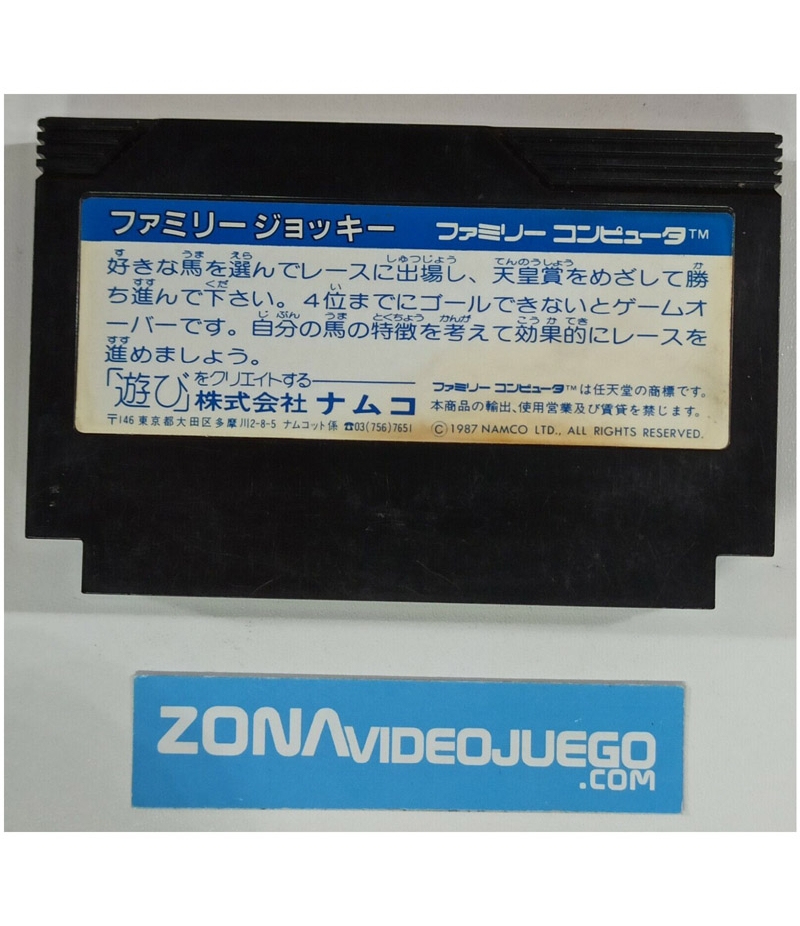 ファミリージョッキー ファミリーコンピュータ™
好きな馬を選んでレースに出場し、天皇賞をめざして勝
ち進んで下さい。4位までにゴールできないとゲームオ
ーバーです。自分の馬の特徴を考えて効果的にレースを
進めましょう。
「遊び」をクリエイトする
株式会社 ナムコ
〒146 東京都大田区多摩川2-8-5 ナムコット係 ☎03(756)7651
ファミリーコンピュータ™は任天堂の商標です。
本商品の輸出、使用営業及び賃貸を禁じます。
©1987 NAMCO LTD., ALL RIGHTS RESERVED.
ZONAVIDEOJUEGO
.COM